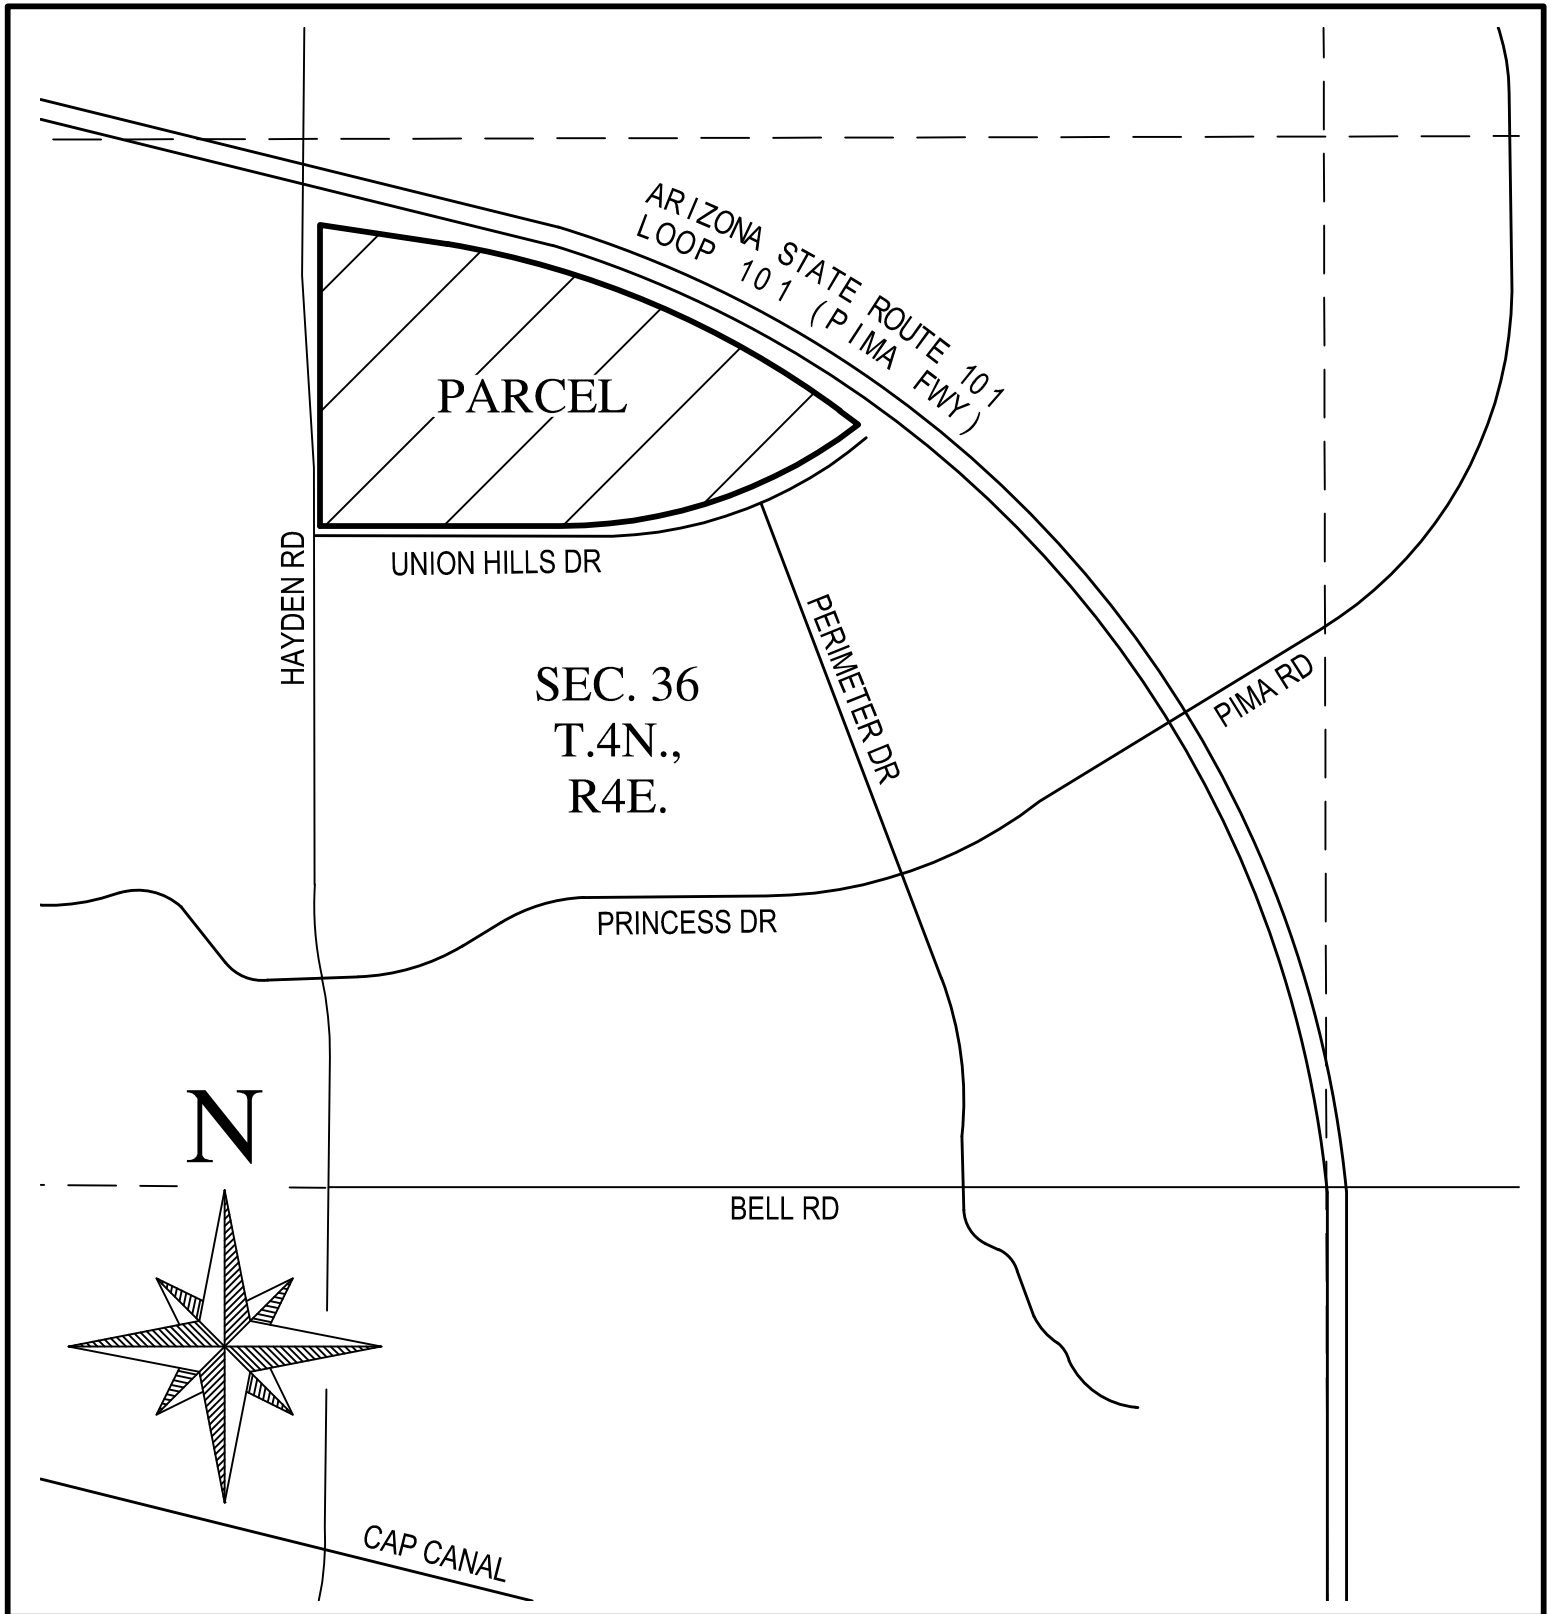 ARIZONA STATE ROUTE 101
LOOP 101 (PIMA FWY)
PARCEL
HAYDEN RD
UNION HILLS DR
PERIMETER DR
SEC. 36
T.4N.,
R4E.
PIMA RD
PRINCESS DR
N
BELL RD
CAP CANAL